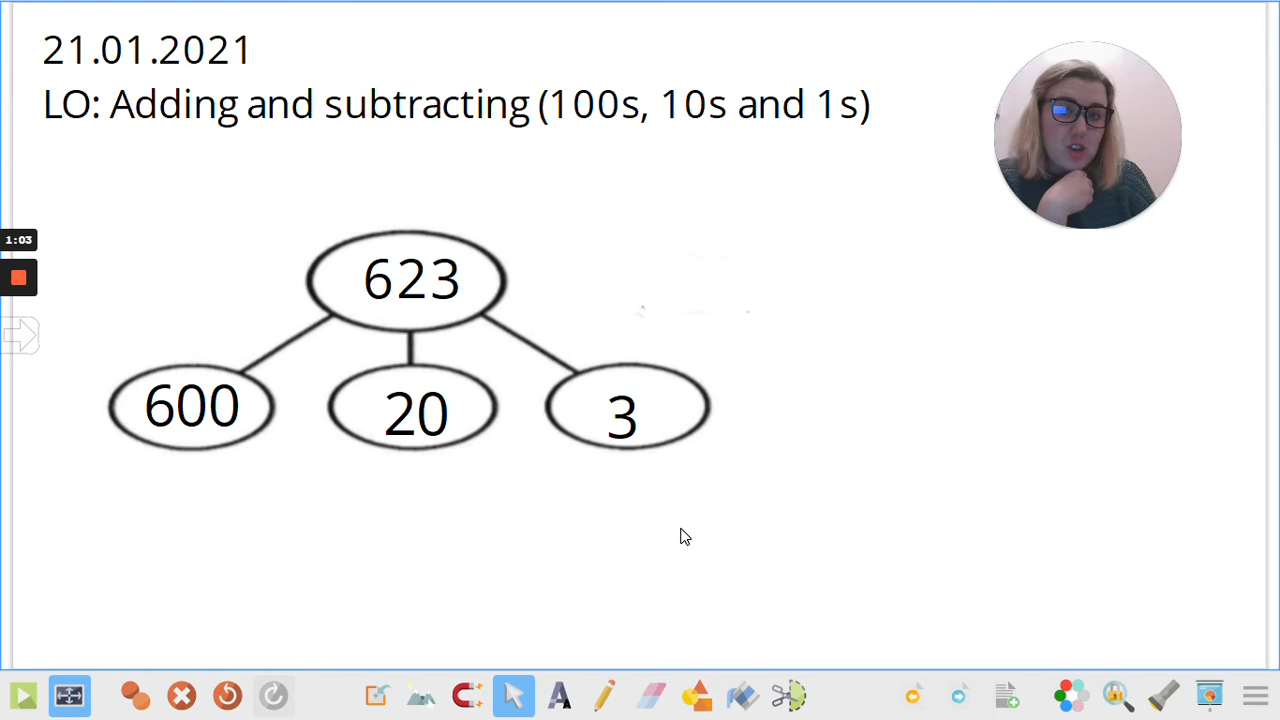 21.01.2021
LO: Adding and subtracting (100s, 10s and 1s)
1:03
623
600 20 3
A